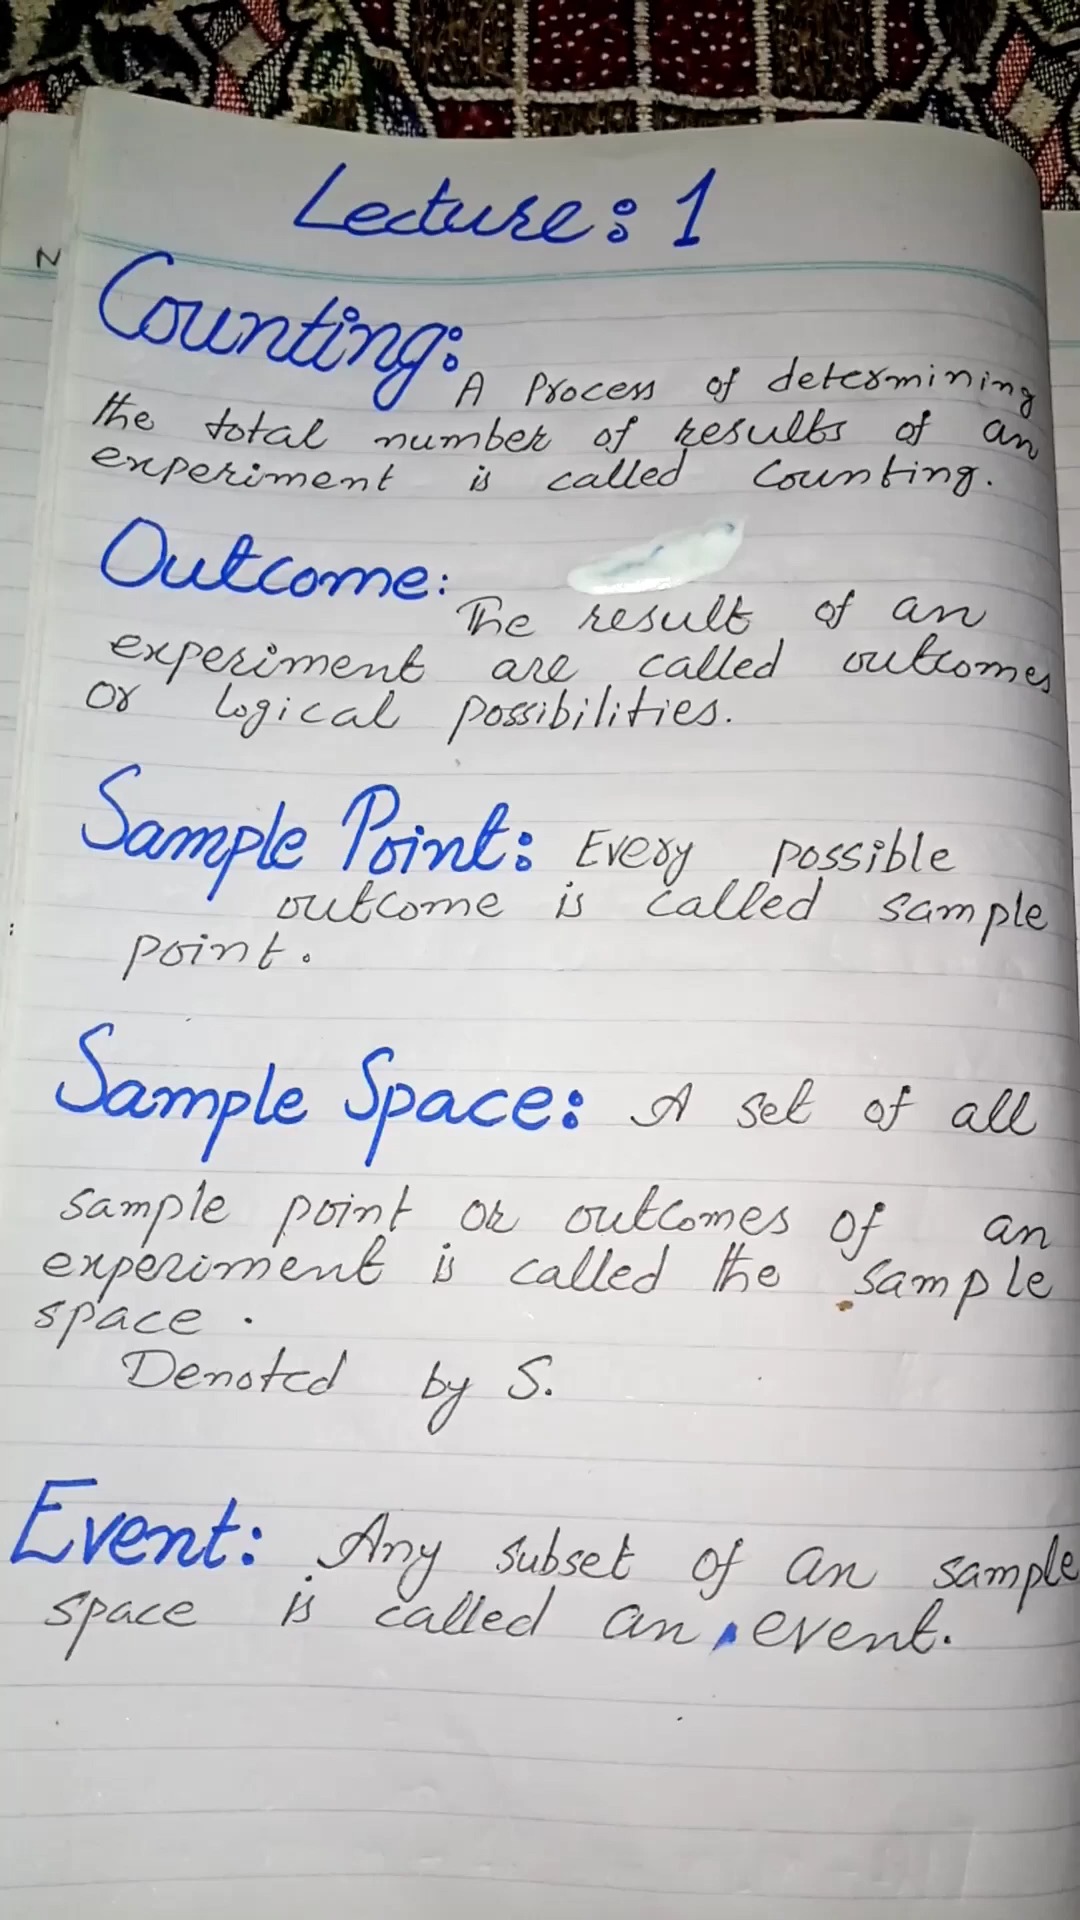 Lecture: 1
N
Counting:
A Process of determining
the total number of results of an
experiment is called Counting.
Outcome:
The result of an
experiment are called outcomes
or logical possibilities.
Sample Point: Every possible
outcome is called sample
point.
Sample Space: A set of all
sample point or outcomes of an
experiment is called the sample
space.
Denoted by S.
Event: Any subset of an sample
space is called an event.